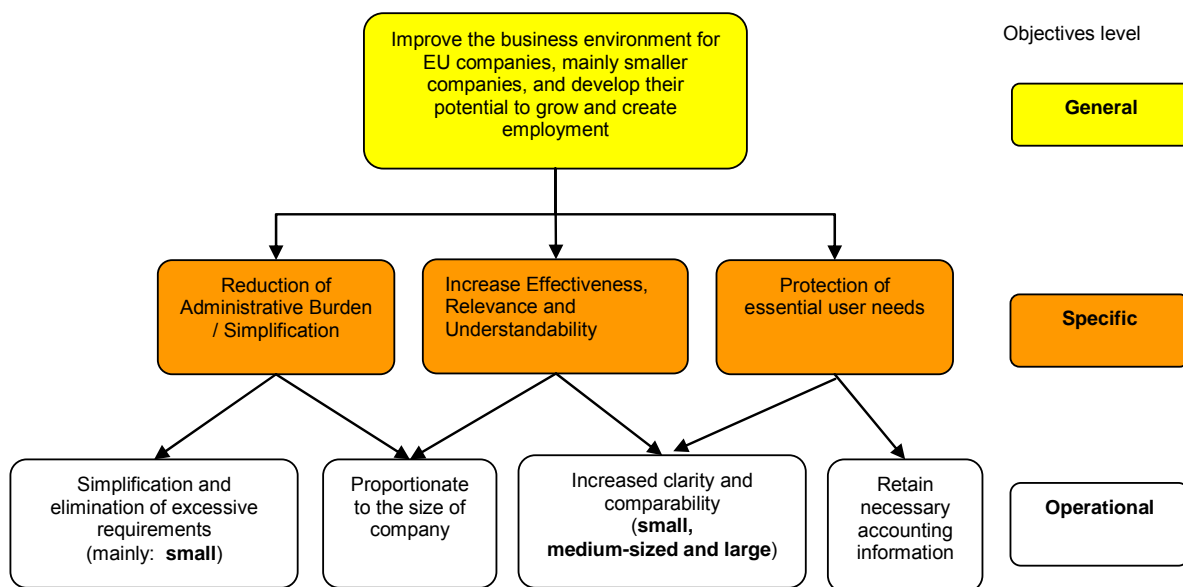 Improve the business environment for
EU companies, mainly smaller
companies, and develop their
potential to grow and create
employment
Objectives level
General
Reduction of
Administrative Burden
/ Simplification
Increase Effectiveness,
Relevance and
Understandability
Protection of
essential user needs
Specific
Simplification and
elimination of excessive
requirements
(mainly: small)
Proportionate
to the size of
company
Increased clarity and
comparability
(small,
medium-sized and large)
Retain
necessary
accounting
information
Operational